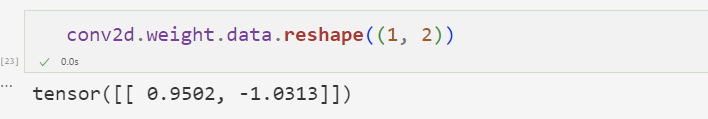 conv2d.weight.data.reshape((1, 2))
[23]
✓ 0.0s
...
tensor([[ 0.9502, -1.0313]])